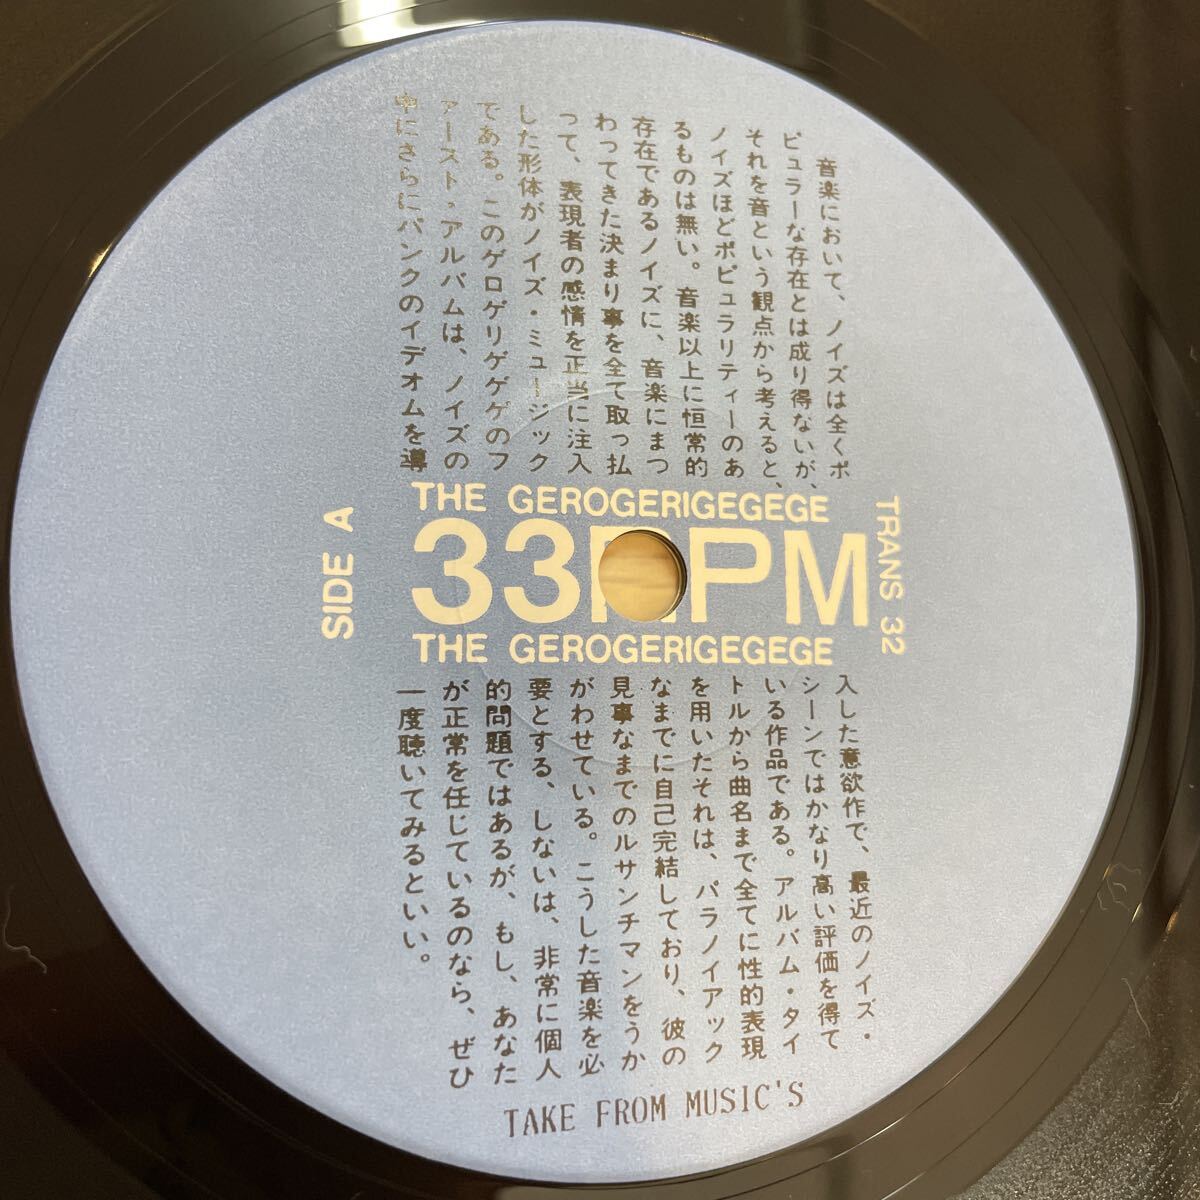 音楽において、ノイズは全くポ
ピュラーな存在とは成り得ないが、
それを音という観点から考えると、
ノイズほどポピュラリティーのあ
るものは無い。音楽以上に恒常的
存在であるノイズに、音楽にまつ
わってきた決まり事を全て取っ払
って、表現者の感情を正当に注入
した形体がノイズ・ミュージック
である。このゲロゲリゲゲゲのフ
ァースト・アルバムは、ノイズの
中にさらにパンクのイデオムを導
THE GEROGERIGEGEGE
33RPM
THE GEROGERIGEGEGE
SIDE A
TRANS 32
入した意欲作で、最近のノイズ・
シーンではかなり高い評価を得て
いる作品である。アルバム・タイ
トルから曲名まで全てに性的表現
を用いたそれは、パラノイアック
なまでに自己完結しており、彼の
見事なまでのルサンチマンをうか
がわせている。こうした音楽を必
要とする、しないは、非常に個人
的問題ではあるが、もし、あなた
が正常を任じているのなら、ぜひ
一度聴いてみるといい。
TAKE FROM MUSIC'S